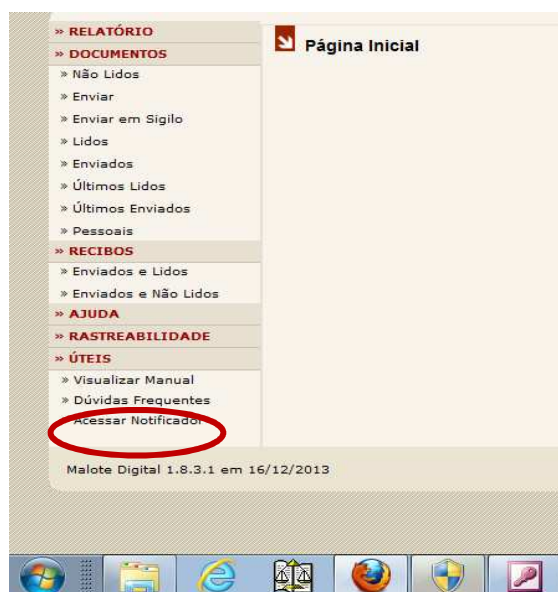 » RELATÓRIO
» DOCUMENTOS
» Não Lidos
» Enviar
» Enviar em Sigilo
» Lidos
» Enviados
» Últimos Lidos
» Últimos Enviados
» Pessoais
» RECIBOS
» Enviados e Lidos
» Enviados e Não Lidos
» AJUDA
» RASTREABILIDADE
» ÚTEIS
» Visualizar Manual
» Dúvidas Frequentes
Acessar Notificador
Página Inicial
Malote Digital 1.8.3.1 em 16/12/2013